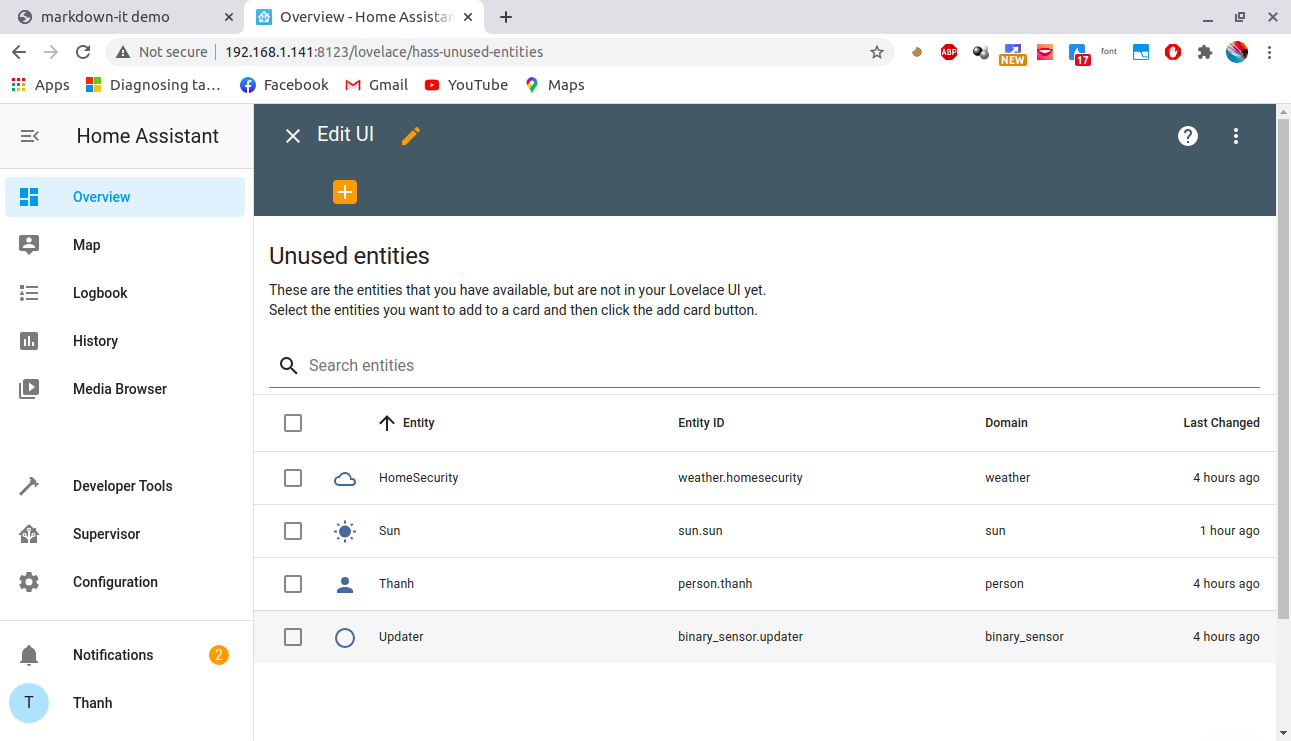 markdown-it demo
Overview - Home Assistan
Not secure
192.168.1.141:8123/lovelace/hass-unused-entities
ABP
NEW
17
font
Apps
Diagnosing ta…
Facebook
Gmail
YouTube
Maps
Home Assistant
Overview
Map
Logbook
History
Media Browser
Developer Tools
Supervisor
Configuration
Notifications
2
T
Thanh
Edit UI
Unused entities
These are the entities that you have available, but are not in your Lovelace UI yet.
Select the entities you want to add to a card and then click the add card button.
Search entities
Entity Entity ID Domain Last Changed
HomeSecurity weather.homesecurity weather 4 hours ago
Sun sun.sun sun 1 hour ago
Thanh person.thanh person 4 hours ago
Updater binary_sensor.updater binary_sensor 4 hours ago